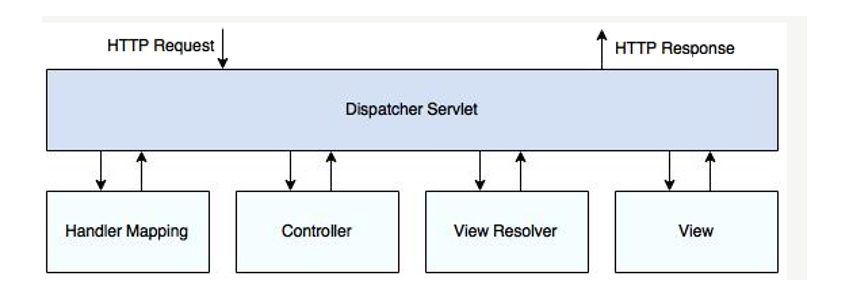 HTTP Request
HTTP Response
Dispatcher Servlet
Handler Mapping
Controller
View Resolver
View